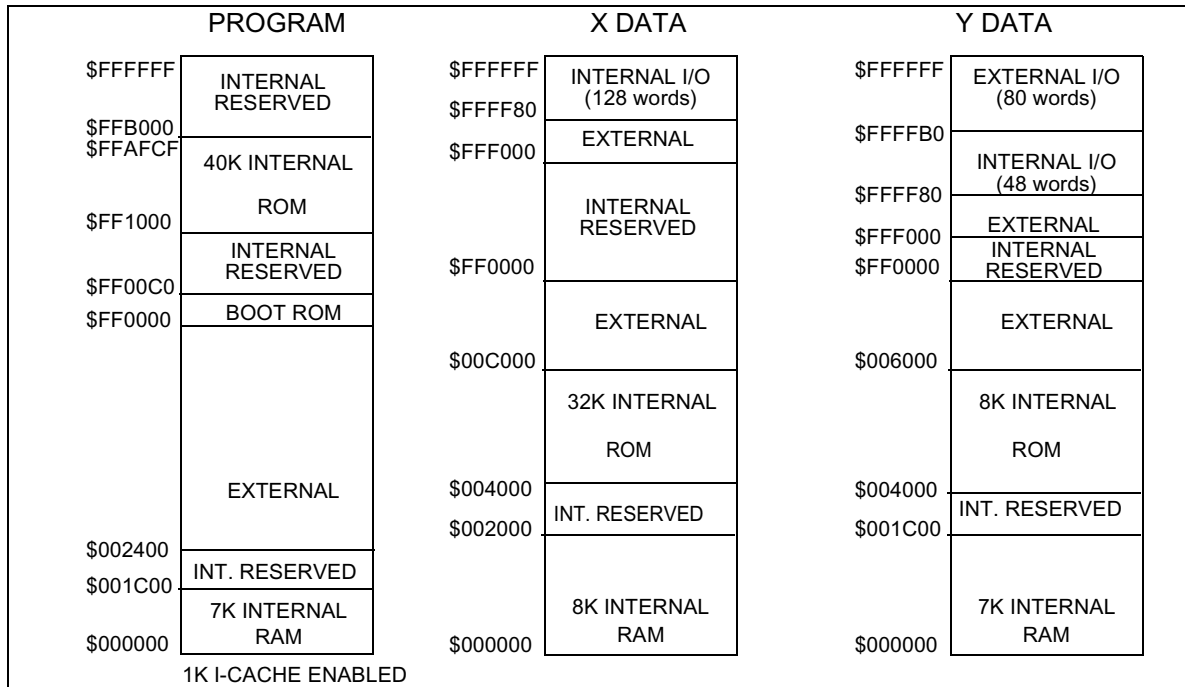 PROGRAM
$FFFFFF
INTERNAL
RESERVED
$FFB000
$FFAFCF
40K INTERNAL
ROM
$FF1000
INTERNAL
RESERVED
$FF00C0
BOOT ROM
$FF0000
EXTERNAL
$002400
INT. RESERVED
$001C00
7K INTERNAL
RAM
$000000
1K I-CACHE ENABLED
X DATA
$FFFFFF
INTERNAL I/O
(128 words)
$FFFF80
EXTERNAL
$FFF000
INTERNAL
RESERVED
$FF0000
EXTERNAL
$00C000
32K INTERNAL
ROM
$004000
INT. RESERVED
$002000
8K INTERNAL
RAM
$000000
Y DATA
$FFFFFF
EXTERNAL I/O
(80 words)
$FFFFB0
INTERNAL I/O
(48 words)
$FFFF80
EXTERNAL
$FFF000
INTERNAL
RESERVED
$FF0000
EXTERNAL
$006000
8K INTERNAL
ROM
$004000
INT. RESERVED
$001C00
7K INTERNAL
RAM
$000000